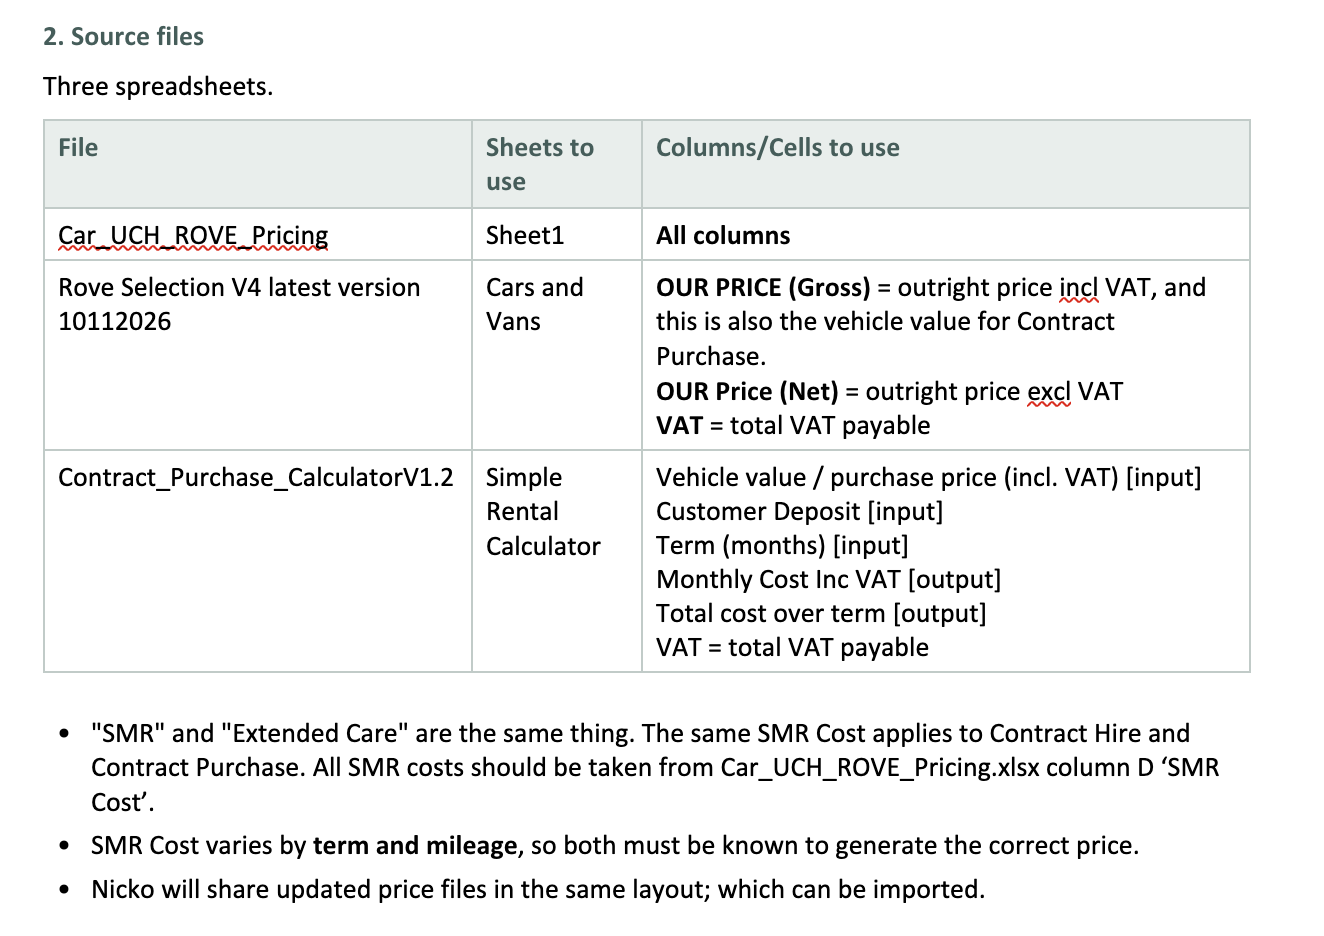 2. Source files
Three spreadsheets.
File
Sheets to
use
Columns/Cells to use
Car_UCH_ROVE_Pricing
Sheet1
All columns
Rove Selection V4 latest version
10112026
Cars and
Vans
OUR PRICE (Gross) = outright price incl VAT, and
this is also the vehicle value for Contract
Purchase.
OUR Price (Net) = outright price excl VAT
VAT = total VAT payable
Contract_Purchase_CalculatorV1.2
Simple
Rental
Calculator
Vehicle value / purchase price (incl. VAT) [input]
Customer Deposit [input]
Term (months) [input]
Monthly Cost Inc VAT [output]
Total cost over term [output]
VAT = total VAT payable
• "SMR" and "Extended Care" are the same thing. The same SMR Cost applies to Contract Hire and
Contract Purchase. All SMR costs should be taken from Car_UCH_ROVE_Pricing.xlsx column D ‘SMR
Cost’.
• SMR Cost varies by term and mileage, so both must be known to generate the correct price.
• Nicko will share updated price files in the same layout; which can be imported.